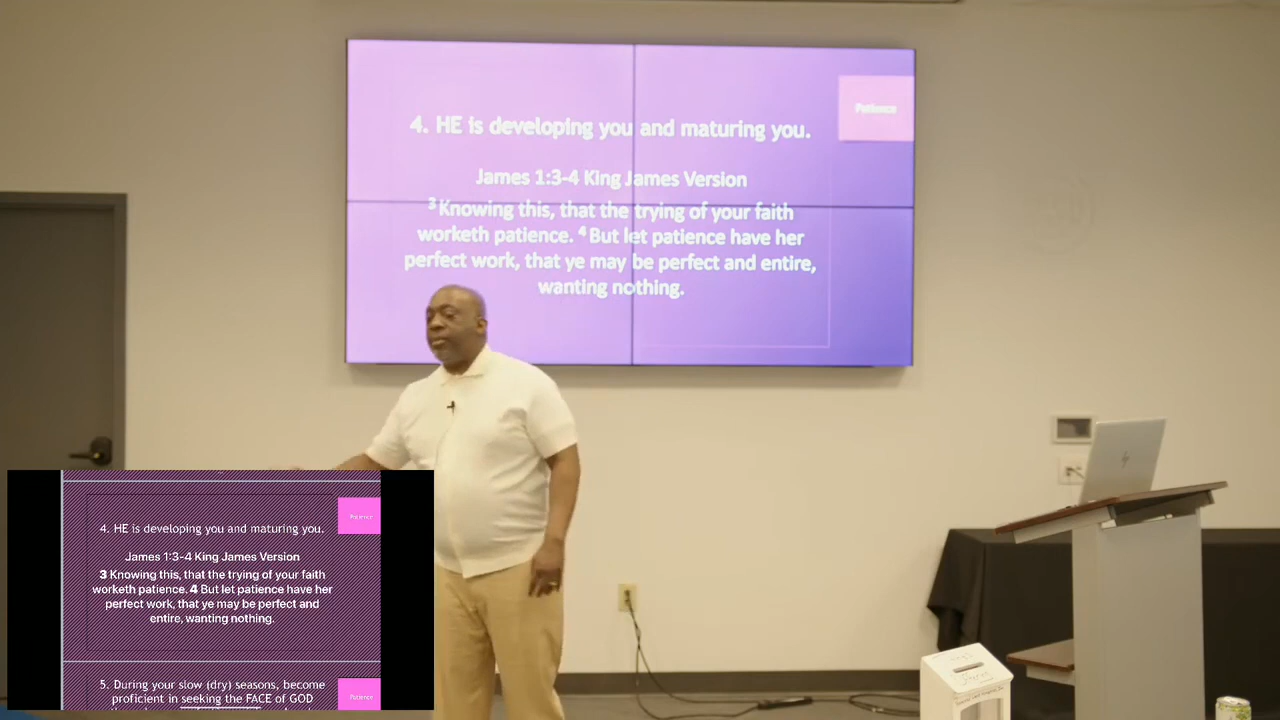 Patience
4. HE is developing you and maturing you.
James 1:3-4 King James Version
3 Knowing this, that the trying of your faith
worketh patience. 4 But let patience have her
perfect work, that ye may be perfect and entire,
wanting nothing.
hp
Patience
4. HE is developing you and maturing you.
James 1:3-4 King James Version
3 Knowing this, that the trying of your faith
worketh patience. 4 But let patience have her
perfect work, that ye may be perfect and
entire, wanting nothing.
5. During your slow (dry) seasons, become
Patience
proficient in seeking the FACE of GOD